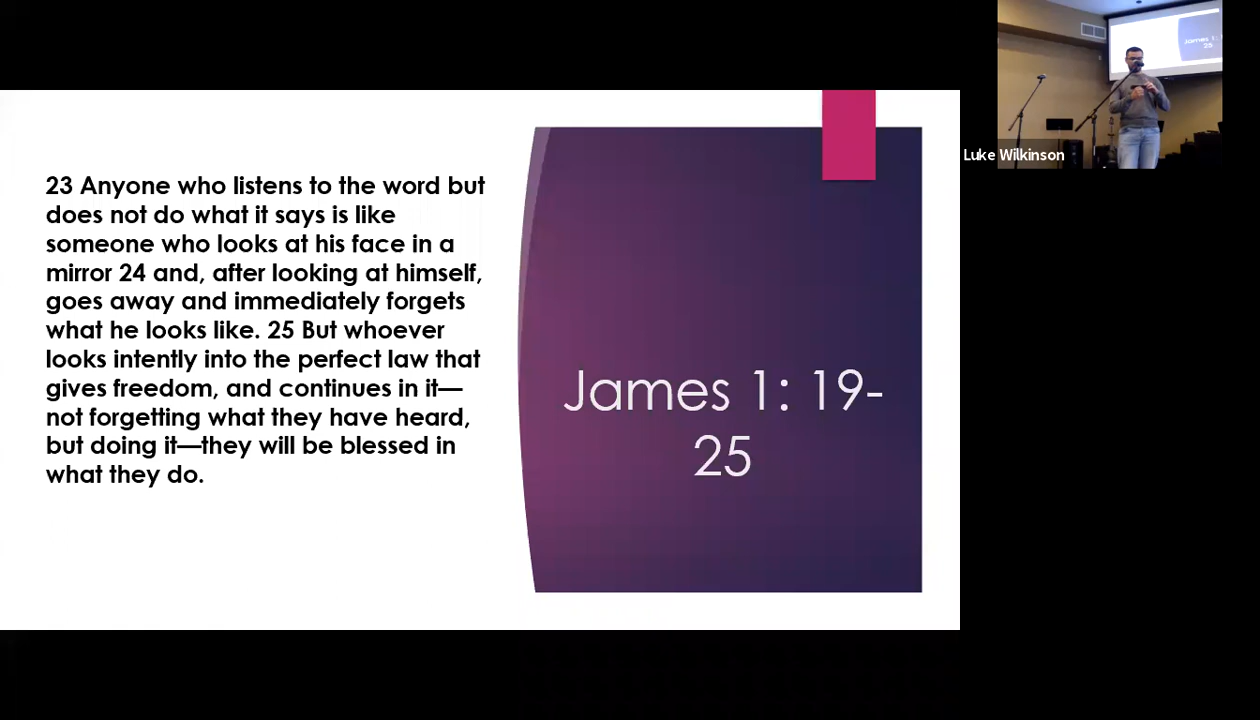 23 Anyone who listens to the word but
does not do what it says is like
someone who looks at his face in a
mirror 24 and, after looking at himself,
goes away and immediately forgets
what he looks like. 25 But whoever
looks intently into the perfect law that
gives freedom, and continues in it—
not forgetting what they have heard,
but doing it—they will be blessed in
what they do.
James 1: 19-
25
James 1: 1
25
Luke Wilkinson